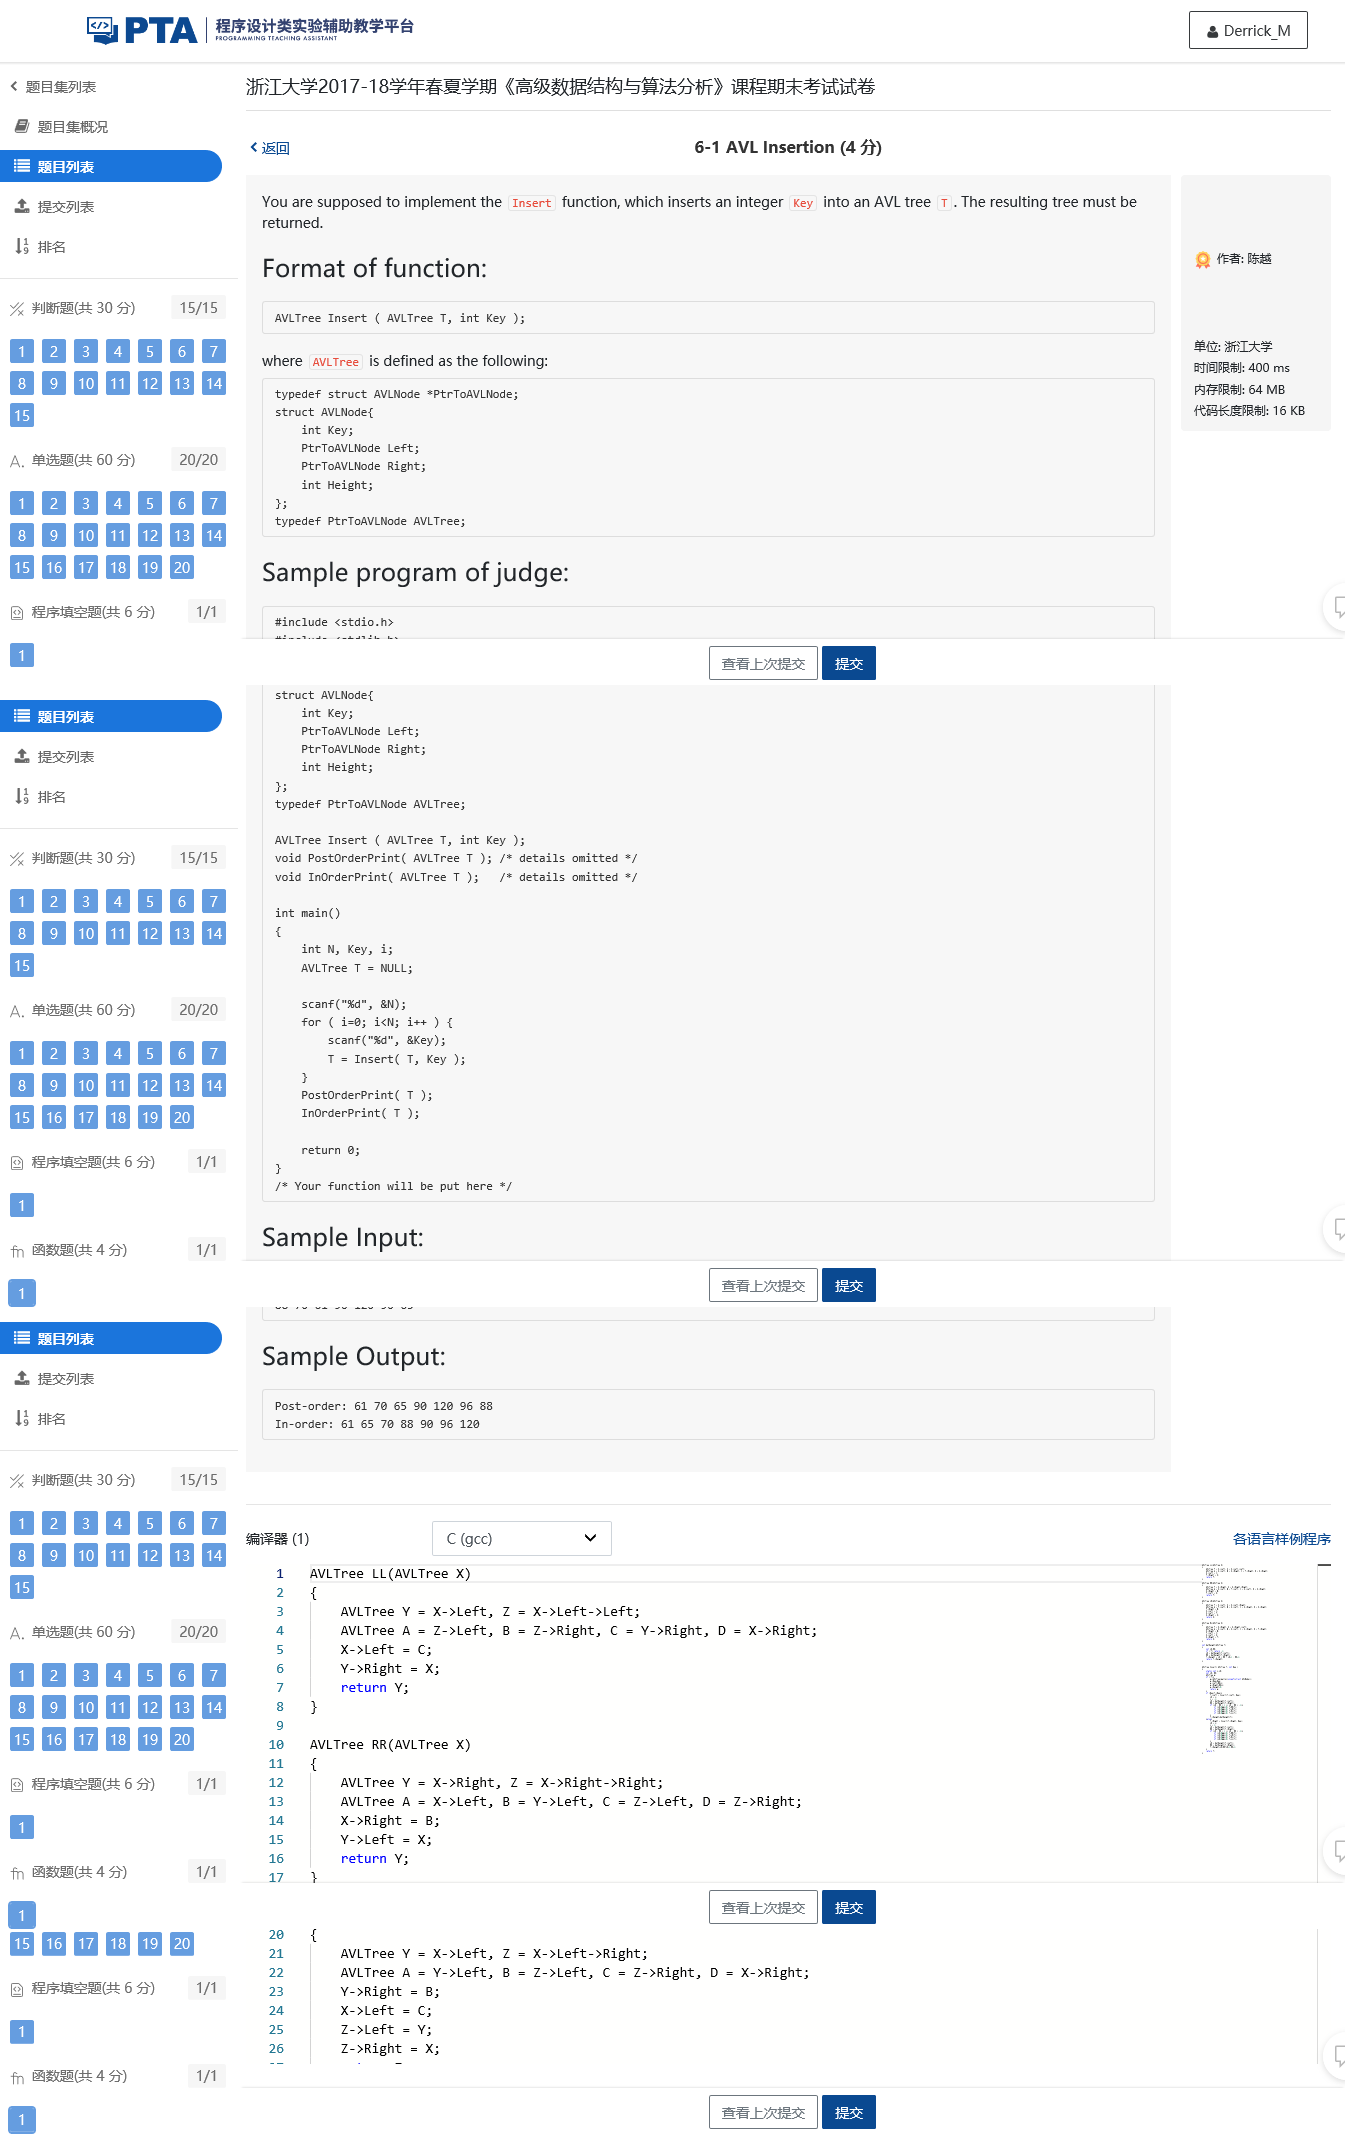 PTA 程序设计类实验辅助教学平台
PROGRAMMING TEACHING ASSISTANT
Derrick_M
题目集列表
题目集概况
题目列表
提交列表
排名
判断题(共 30 分) 15/15
1 2 3 4 5 6 7
8 9 10 11 12 13 14
15
A. 单选题(共 60 分) 20/20
1 2 3 4 5 6 7
8 9 10 11 12 13 14
15 16 17 18 19 20
程序填空题(共 6 分) 1/1
1
浙江大学2017-18学年春夏学期《高级数据结构与算法分析》课程期末考试试卷
返回
6-1 AVL Insertion (4 分)
You are supposed to implement the Insert function, which inserts an integer Key into an AVL tree T. The resulting tree must be
returned.
Format of function:
AVLTree Insert ( AVLTree T, int Key );
where AVLTree is defined as the following:
typedef struct AVLNode *PtrToAVLNode;
struct AVLNode{
    int Key;
    PtrToAVLNode Left;
    PtrToAVLNode Right;
    int Height;
};
typedef PtrToAVLNode AVLTree;
Sample program of judge:
#include <stdio.h>
作者: 陈越
单位: 浙江大学
时间限制: 400 ms
内存限制: 64 MB
代码长度限制: 16 KB
查看上次提交 提交
题目列表
提交列表
排名
判断题(共 30 分) 15/15
1 2 3 4 5 6 7
8 9 10 11 12 13 14
15
A. 单选题(共 60 分) 20/20
1 2 3 4 5 6 7
8 9 10 11 12 13 14
15 16 17 18 19 20
程序填空题(共 6 分) 1/1
1
fn 函数题(共 4 分) 1/1
1
struct AVLNode{
    int Key;
    PtrToAVLNode Left;
    PtrToAVLNode Right;
    int Height;
};
typedef PtrToAVLNode AVLTree;
AVLTree Insert ( AVLTree T, int Key );
void PostOrderPrint( AVLTree T ); /* details omitted */
void InOrderPrint( AVLTree T );   /* details omitted */
int main()
{
    int N, Key, i;
    AVLTree T = NULL;
    scanf("%d", &N);
    for ( i=0; i<N; i++ ) {
        scanf("%d", &Key);
        T = Insert( T, Key );
    }
    PostOrderPrint( T );
    InOrderPrint( T );
    return 0;
}
/* Your function will be put here */
Sample Input:
查看上次提交 提交
题目列表
提交列表
排名
判断题(共 30 分) 15/15
1 2 3 4 5 6 7
8 9 10 11 12 13 14
15
A. 单选题(共 60 分) 20/20
1 2 3 4 5 6 7
8 9 10 11 12 13 14
15 16 17 18 19 20
程序填空题(共 6 分) 1/1
1
fn 函数题(共 4 分) 1/1
1
Sample Output:
Post-order: 61 70 65 90 120 96 88
In-order: 61 65 70 88 90 96 120
编译器 (1) C (gcc) 各语言样例程序
1 AVLTree LL(AVLTree X)
2 {
3     AVLTree Y = X->Left, Z = X->Left->Left;
4     AVLTree A = Z->Left, B = Z->Right, C = Y->Right, D = X->Right;
5     X->Left = C;
6     Y->Right = X;
7     return Y;
8 }
9
10 AVLTree RR(AVLTree X)
11 {
12     AVLTree Y = X->Right, Z = X->Right->Right;
13     AVLTree A = X->Left, B = Y->Left, C = Z->Left, D = Z->Right;
14     X->Right = B;
15     Y->Left = X;
16     return Y;
17 }
查看上次提交 提交
15 16 17 18 19 20
程序填空题(共 6 分) 1/1
1
fn 函数题(共 4 分) 1/1
1
20 {
21     AVLTree Y = X->Left, Z = X->Left->Right;
22     AVLTree A = Y->Left, B = Z->Left, C = Z->Right, D = X->Right;
23     Y->Right = B;
24     X->Left = C;
25     Z->Left = Y;
26     Z->Right = X;
查看上次提交 提交